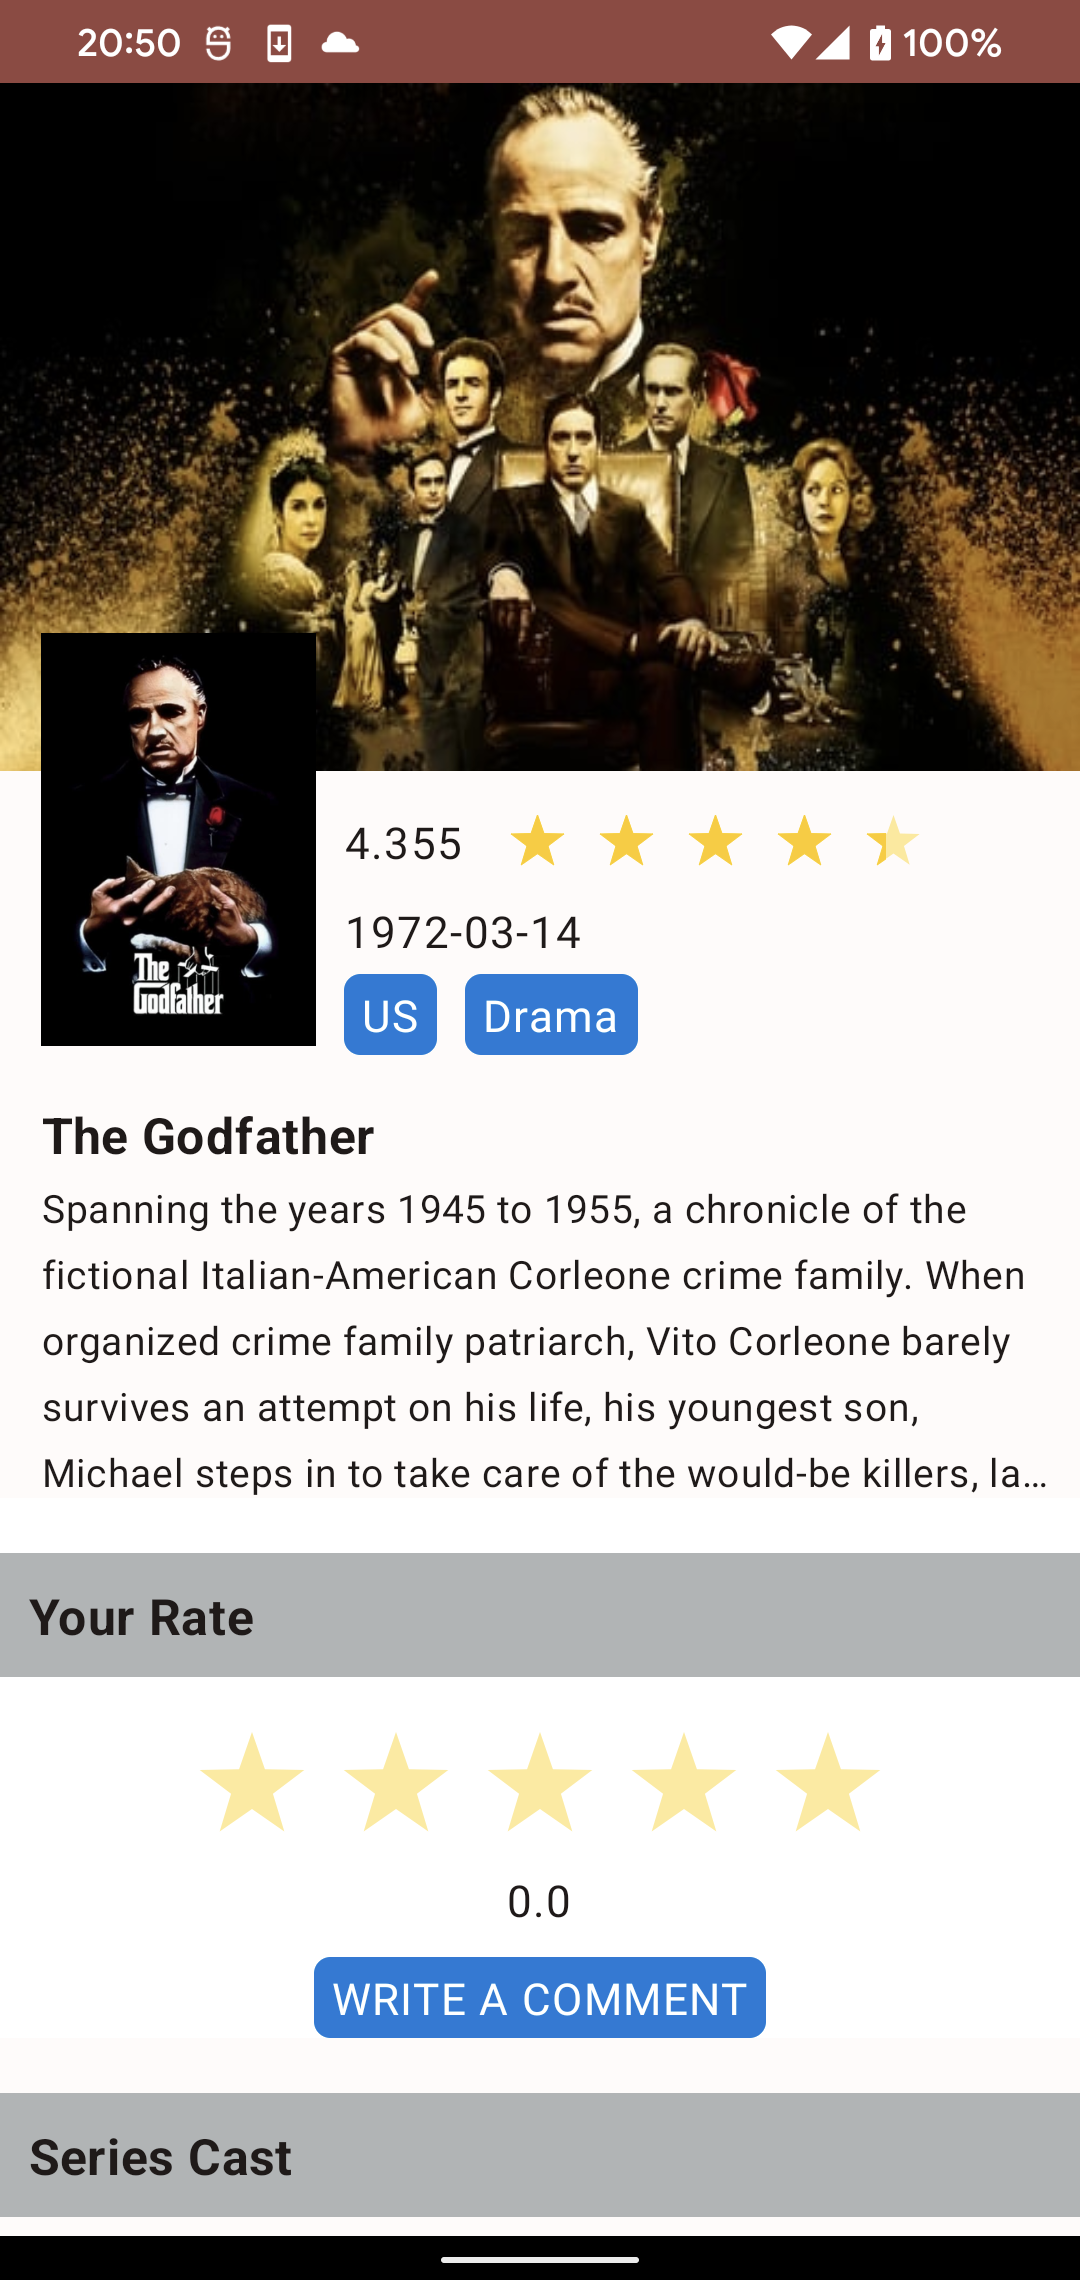 20:50
100%
The
Godfather
4.355
1972-03-14
US Drama
The Godfather
Spanning the years 1945 to 1955, a chronicle of the
fictional Italian-American Corleone crime family. When
organized crime family patriarch, Vito Corleone barely
survives an attempt on his life, his youngest son,
Michael steps in to take care of the would-be killers, la…
Your Rate
0.0
WRITE A COMMENT
Series Cast